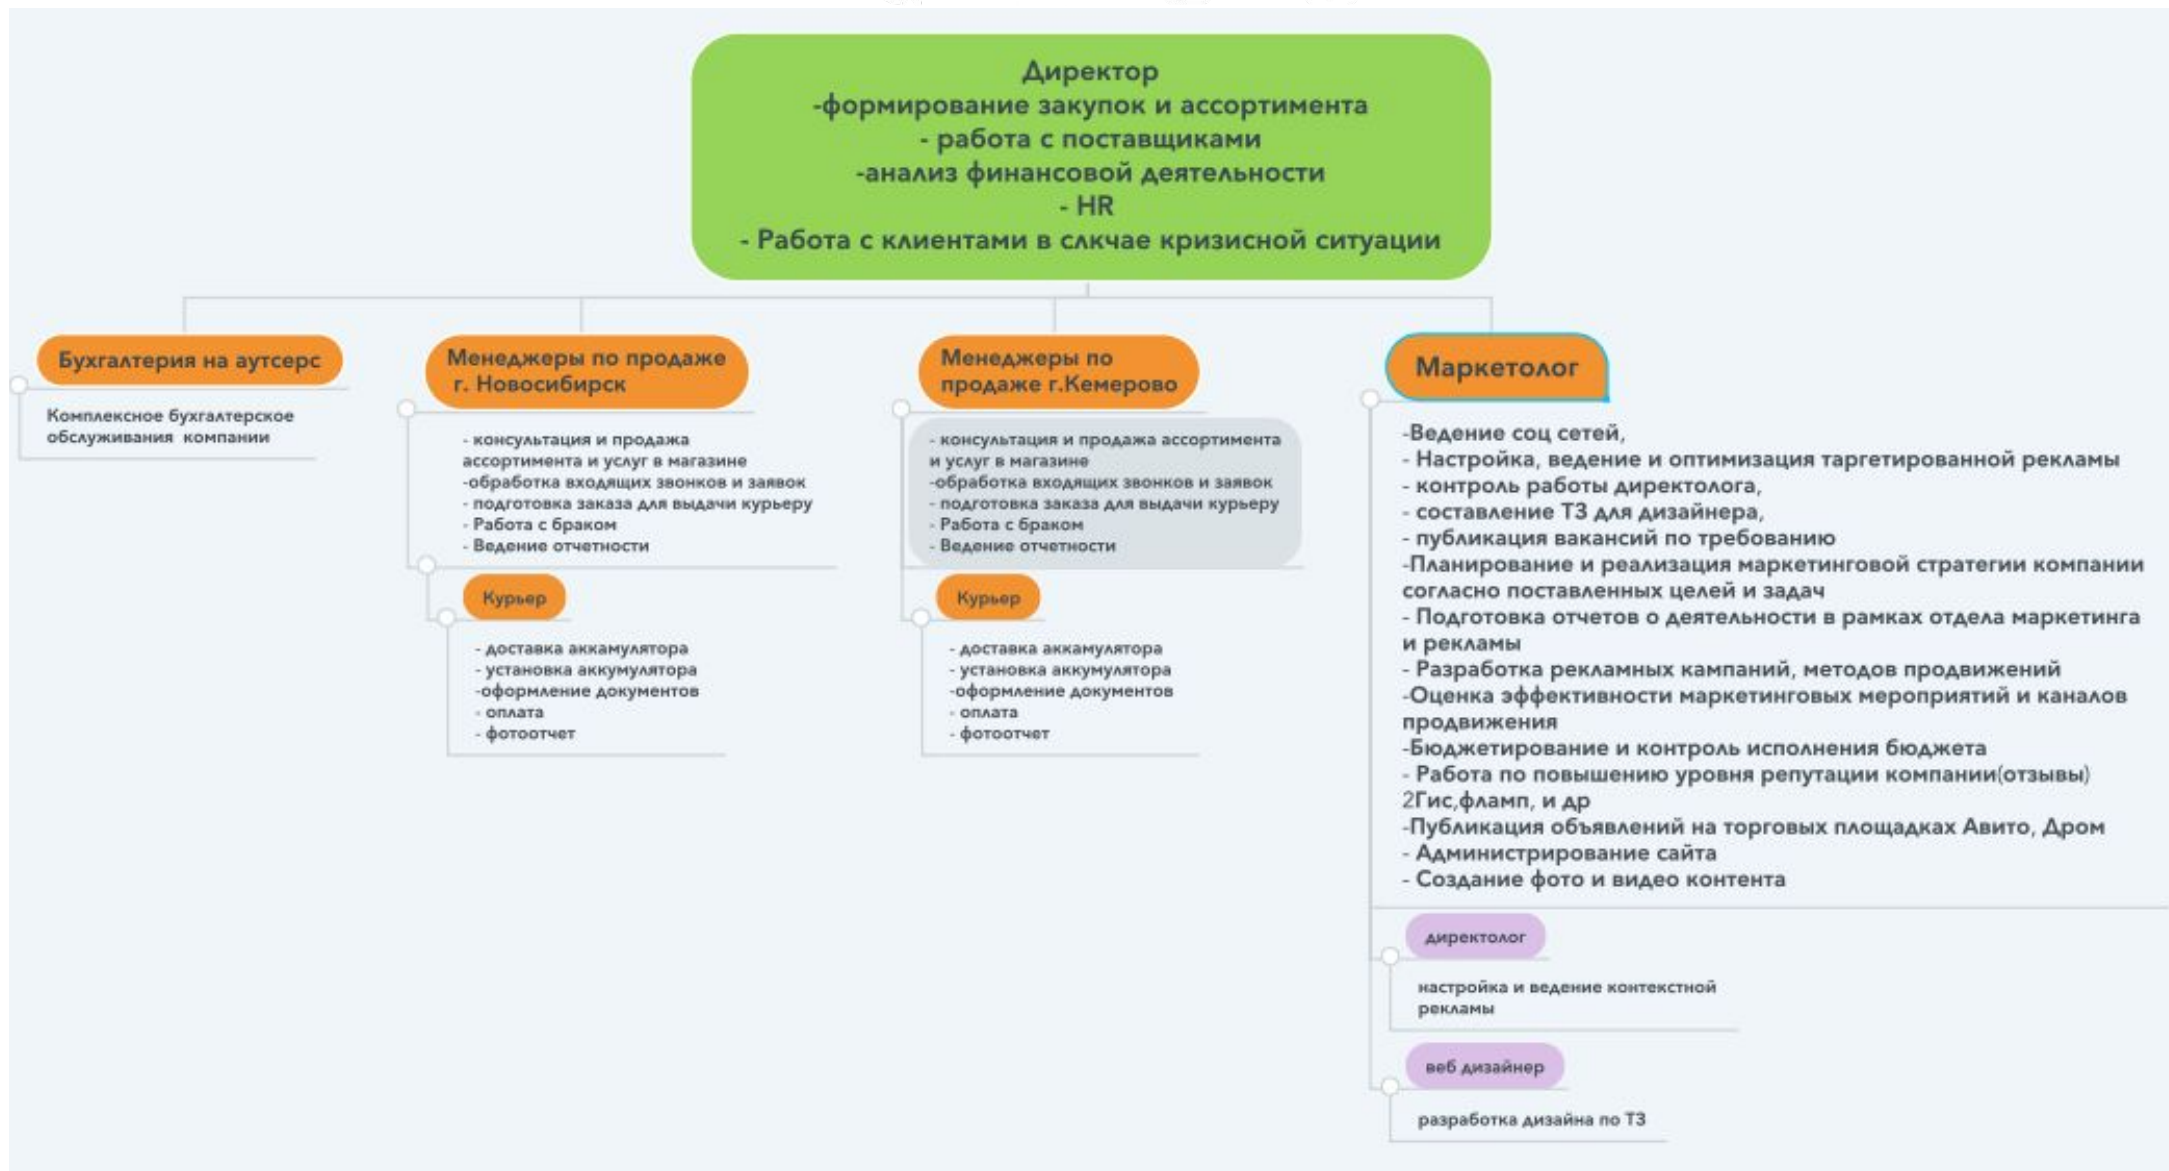 Директор
-формирование закупок и ассортимента
- работа с поставщиками
-анализ финансовой деятельности
- HR
- Работа с клиентами в слкчае кризисной ситуации
Бухгалтерия на аутсерс
Комплексное бухгалтерское
обслуживания компании
Менеджеры по продаже
г. Новосибирск
- консультация и продажа
ассортимента и услуг в магазине
-обработка входящих звонков и заявок
- подготовка заказа для выдачи курьеру
- Работа с браком
- Ведение отчетности
Курьер
- доставка аккамулятора
- установка аккумулятора
-оформление документов
- оплата
- фотоотчет
Менеджеры по
продаже г.Кемерово
- консультация и продажа ассортимента
и услуг в магазине
-обработка входящих звонков и заявок
- подготовка заказа для выдачи курьеру
- Работа с браком
- Ведение отчетности
Курьер
- доставка аккамулятора
- установка аккумулятора
-оформление документов
- оплата
- фотоотчет
Маркетолог
-Ведение соц сетей,
- Настройка, ведение и оптимизация таргетированной рекламы
- контроль работы директолога,
- составление ТЗ для дизайнера,
- публикация вакансий по требованию
-Планирование и реализация маркетинговой стратегии компании
согласно поставленных целей и задач
- Подготовка отчетов о деятельности в рамках отдела маркетинга
и рекламы
- Разработка рекламных кампаний, методов продвижений
-Оценка эффективности маркетинговых мероприятий и каналов
продвижения
-Бюджетирование и контроль исполнения бюджета
- Работа по повышению уровня репутации компании(отзывы)
2Гис,фламп, и др
-Публикация объявлений на торговых площадках Авито, Дром
- Администрирование сайта
- Создание фото и видео контента
директолог
настройка и ведение контекстной
рекламы
веб дизайнер
разработка дизайна по ТЗ